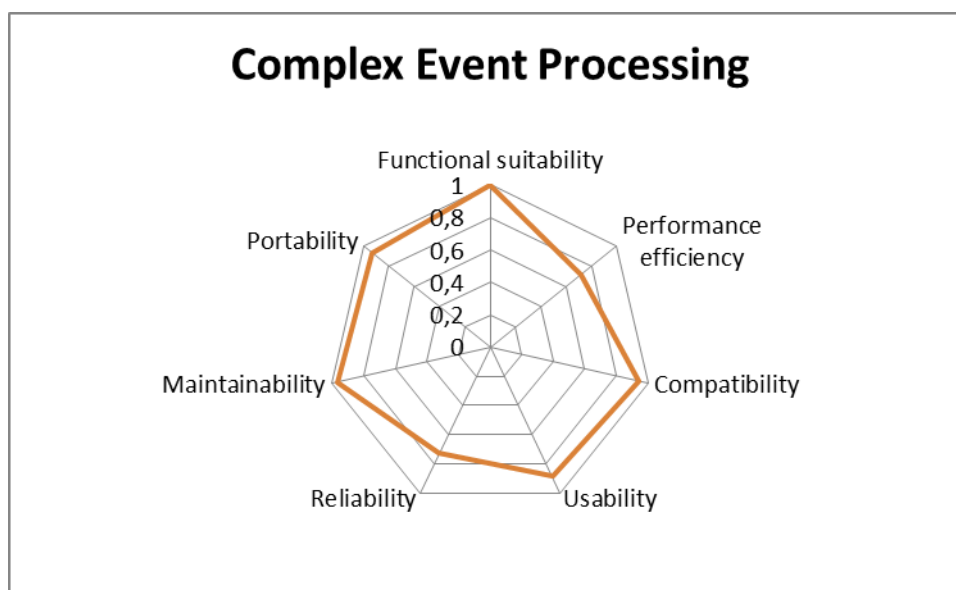 Complex Event Processing
Functional suitability
1
0,8
0,6
0,4
0,2
0
Performance
efficiency
Compatibility
Usability
Reliability
Maintainability
Portability